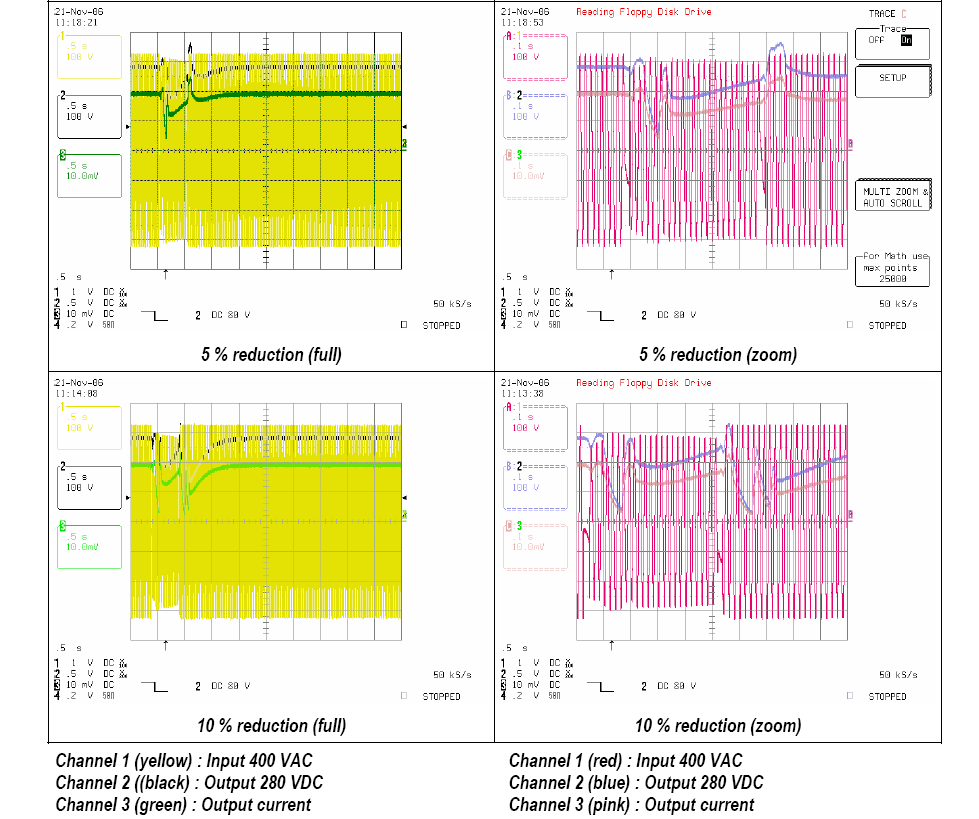 21-Nov-06
11:18:21
1
.5 s
100 V
2
.5 s
100 V
3
.5 s
10.0mV
.5 s
1 1 V DC
2 .5 V DC
3 10 mV DC
4 .2 V 50Ω
2 DC 80 V
50 kS/s
STOPPED
5 % reduction (full)
21-Nov-06
11:18:53
Reading Floppy Disk Drive
A:1
.1 s
100 V
B:2
.1 s
100 V
C 3
.1 s
10.0mV
TRACE C
Trace
Off On
SETUP
MULTI ZOOM &
AUTO SCROLL
For Math use
max points
25000
.5 s
1 1 V DC
2 .5 V DC
3 10 mV DC
4 .2 V 50Ω
2 DC 80 V
50 kS/s
STOPPED
5 % reduction (zoom)
21-Nov-06
11:14:08
1
.5 s
100 V
2
.5 s
100 V
3
.5 s
10.0mV
.5 s
1 1 V DC
2 .5 V DC
3 10 mV DC
4 .2 V 50Ω
2 DC 80 V
50 kS/s
STOPPED
10 % reduction (full)
21-Nov-06
11:13:38
Reading Floppy Disk Drive
A:1
.1 s
100 V
B:2
.1 s
100 V
C 3
.1 s
10.0mV
.5 s
1 1 V DC
2 .5 V DC
3 10 mV DC
4 .2 V 50Ω
2 DC 80 V
50 kS/s
STOPPED
10 % reduction (zoom)
Channel 1 (yellow) : Input 400 VAC
Channel 2 ((black) : Output 280 VDC
Channel 3 (green) : Output current
Channel 1 (red) : Input 400 VAC
Channel 2 (blue) : Output 280 VDC
Channel 3 (pink) : Output current